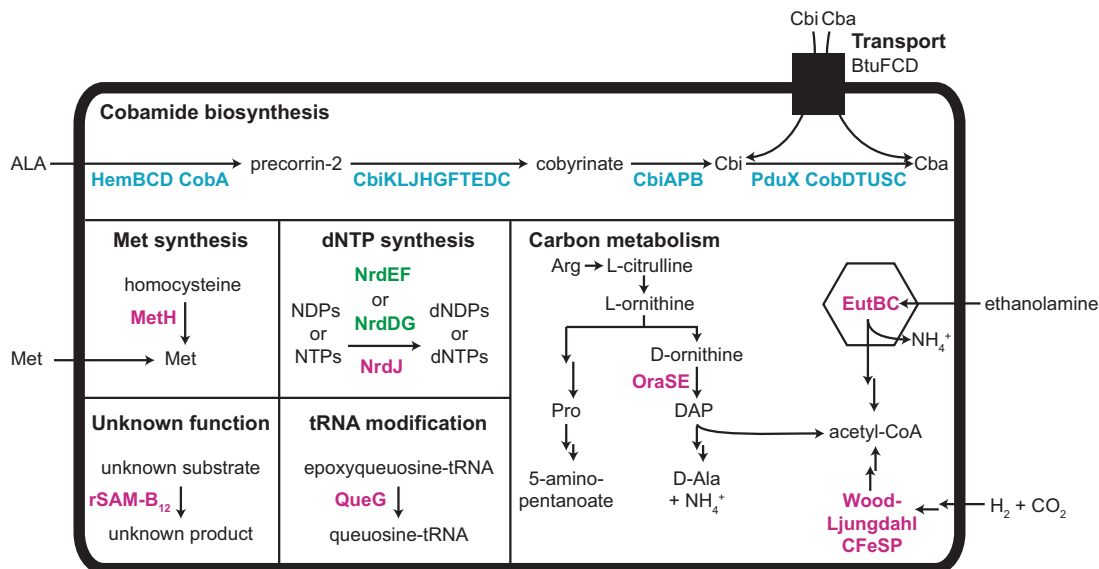 Cbi Cba
Transport
BtuFCD
Cobamide biosynthesis
ALA
precorrin-2
cobyrinate
Cbi
Cba
HemBCD CobA
CbiKLJHGFTEDC
CbiAPB
PduX CobDTUSC
Met synthesis
homocysteine
MetH
Met
Met
dNTP synthesis
NrdEF
or
NrdDG
NDPs
or
NTPs
dNDPs
or
dNTPs
NrdJ
Carbon metabolism
Arg
L-citrulline
L-ornithine
D-ornithine
OraSE
Pro
DAP
5-amino-
pentanoate
D-Ala
+ NH₄⁺
EutBC
ethanolamine
NH₄⁺
acetyl-CoA
Wood-
Ljungdahl
CFeSP
H₂ + CO₂
Unknown function
unknown substrate
rSAM-B₁₂
unknown product
tRNA modification
epoxyqueuosine-tRNA
QueG
queuosine-tRNA